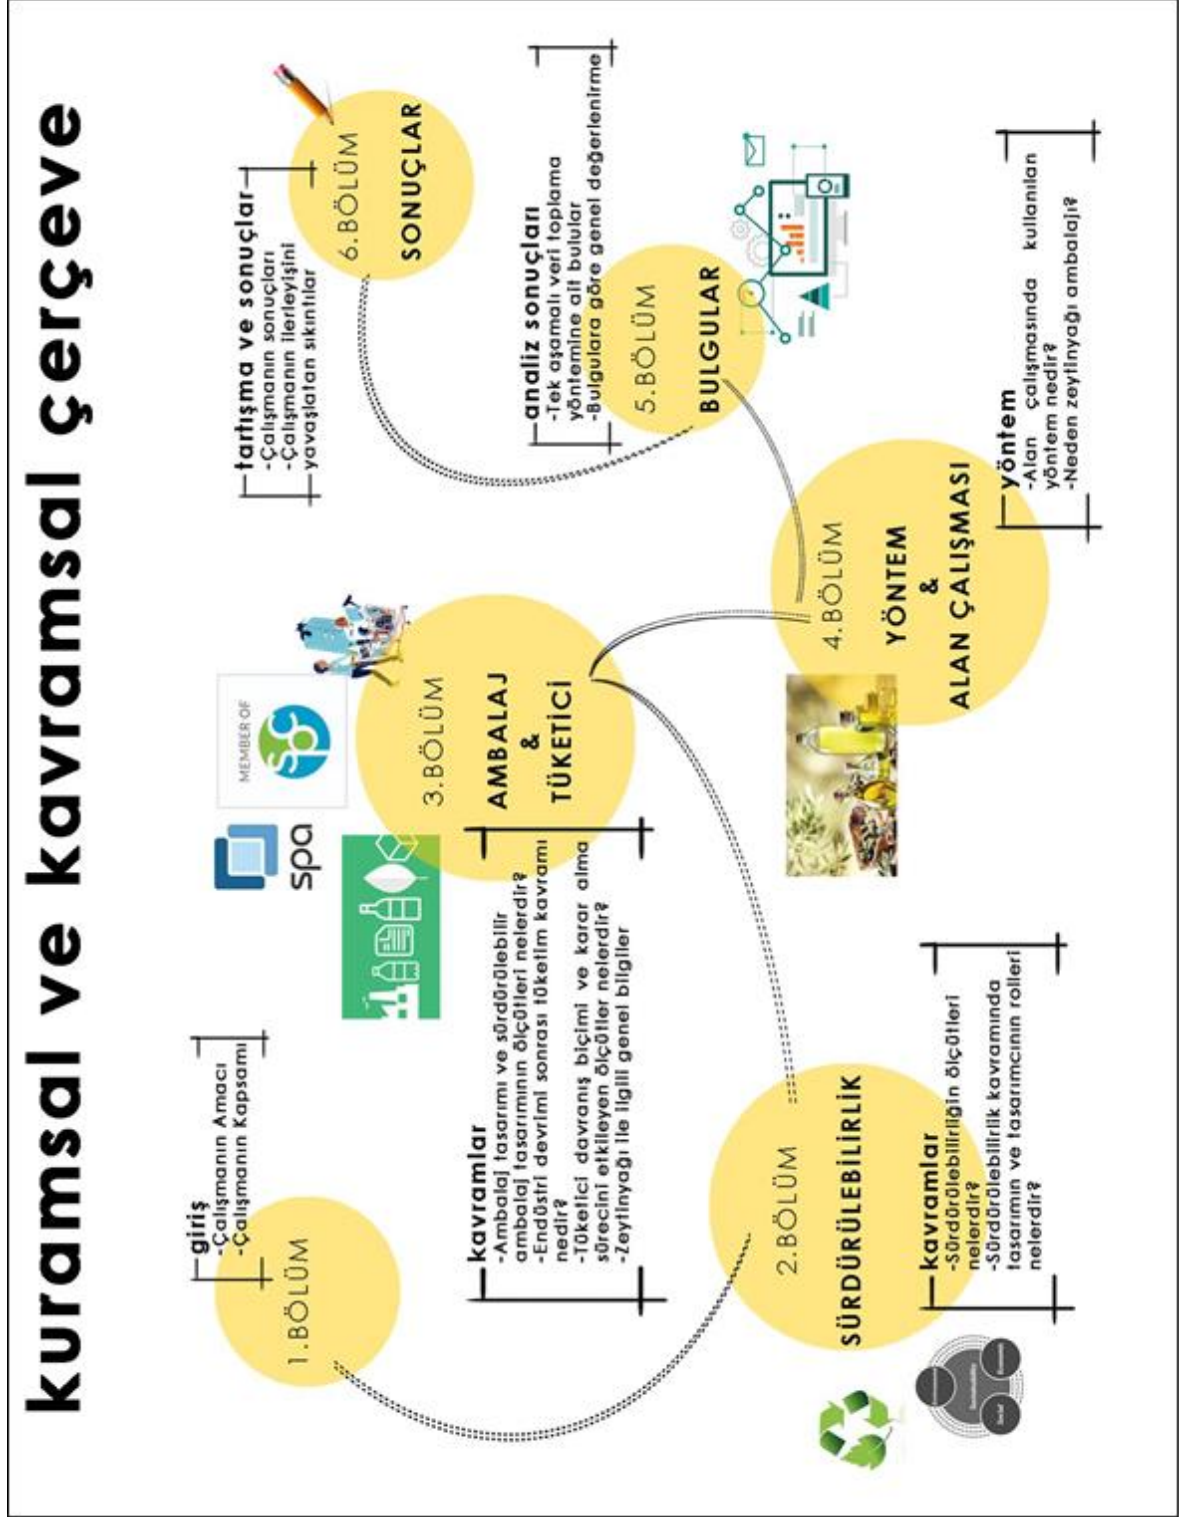 kuramsal ve kavramsal çerçeve
giriş
-Çalışmanın Amacı
-Çalışmanın Kapsamı
1.BÖLÜM
2.BÖLÜM
SÜRDÜRÜLEBİLİRLİK
kavramlar
-Sürdürülebilirliğin ölçütleri
nelerdir?
-Sürdürülebilirlik kavramında
tasarımın ve tasarımcının rolleri
nelerdir?
Social
spa
MEMBER OF
spc
3.BÖLÜM
AMBALAJ
&
TÜKETİCİ
kavramlar
-Ambalaj tasarımı ve sürdürülebilir
ambalaj tasarımının ölçütleri nelerdir?
-Endüstri devrimi sonrası tüketim kavramı
nedir?
-Tüketici davranış biçimi ve karar alma
sürecini etkileyen ölçütler nelerdir?
-Zeytinyağı ile ilgili genel bilgiler
4.BÖLÜM
YÖNTEM
&
ALAN ÇALIŞMASI
yöntem
-Alan çalışmasında kullanılan
yöntem nedir?
-Neden zeytinyağı ambalajı?
5.BÖLÜM
BULGULAR
analiz sonuçları
-Tek aşamalı veri toplama
yöntemine ait bulular
-Bulgulara göre genel değerlenirme
6.BÖLÜM
SONUÇLAR
tartışma ve sonuçlar
-Çalışmanın sonuçları
-Çalışmanın ilerleyişini
yavaşlatan sıkıntılar